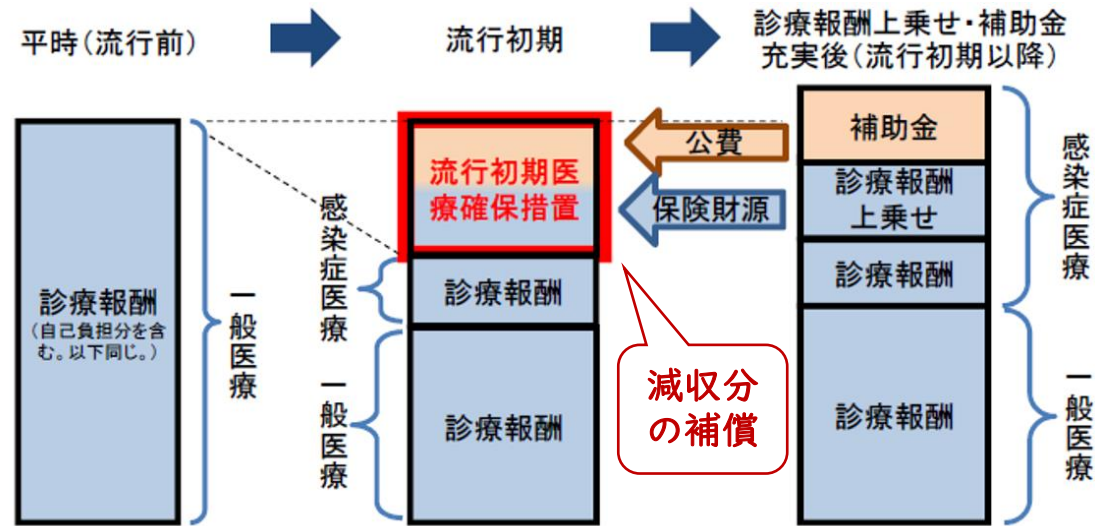 平時(流行前)
流行初期
診療報酬上乗せ・補助金
充実後(流行初期以降)
診療報酬
(自己負担分を含
む。以下同じ。)
一般医療
流行初期医
療確保措置
感染症医療
診療報酬
一般医療
診療報酬
公費
保険財源
減収分
の補償
補助金
診療報酬
上乗せ
診療報酬
感染症医療
診療報酬
一般医療